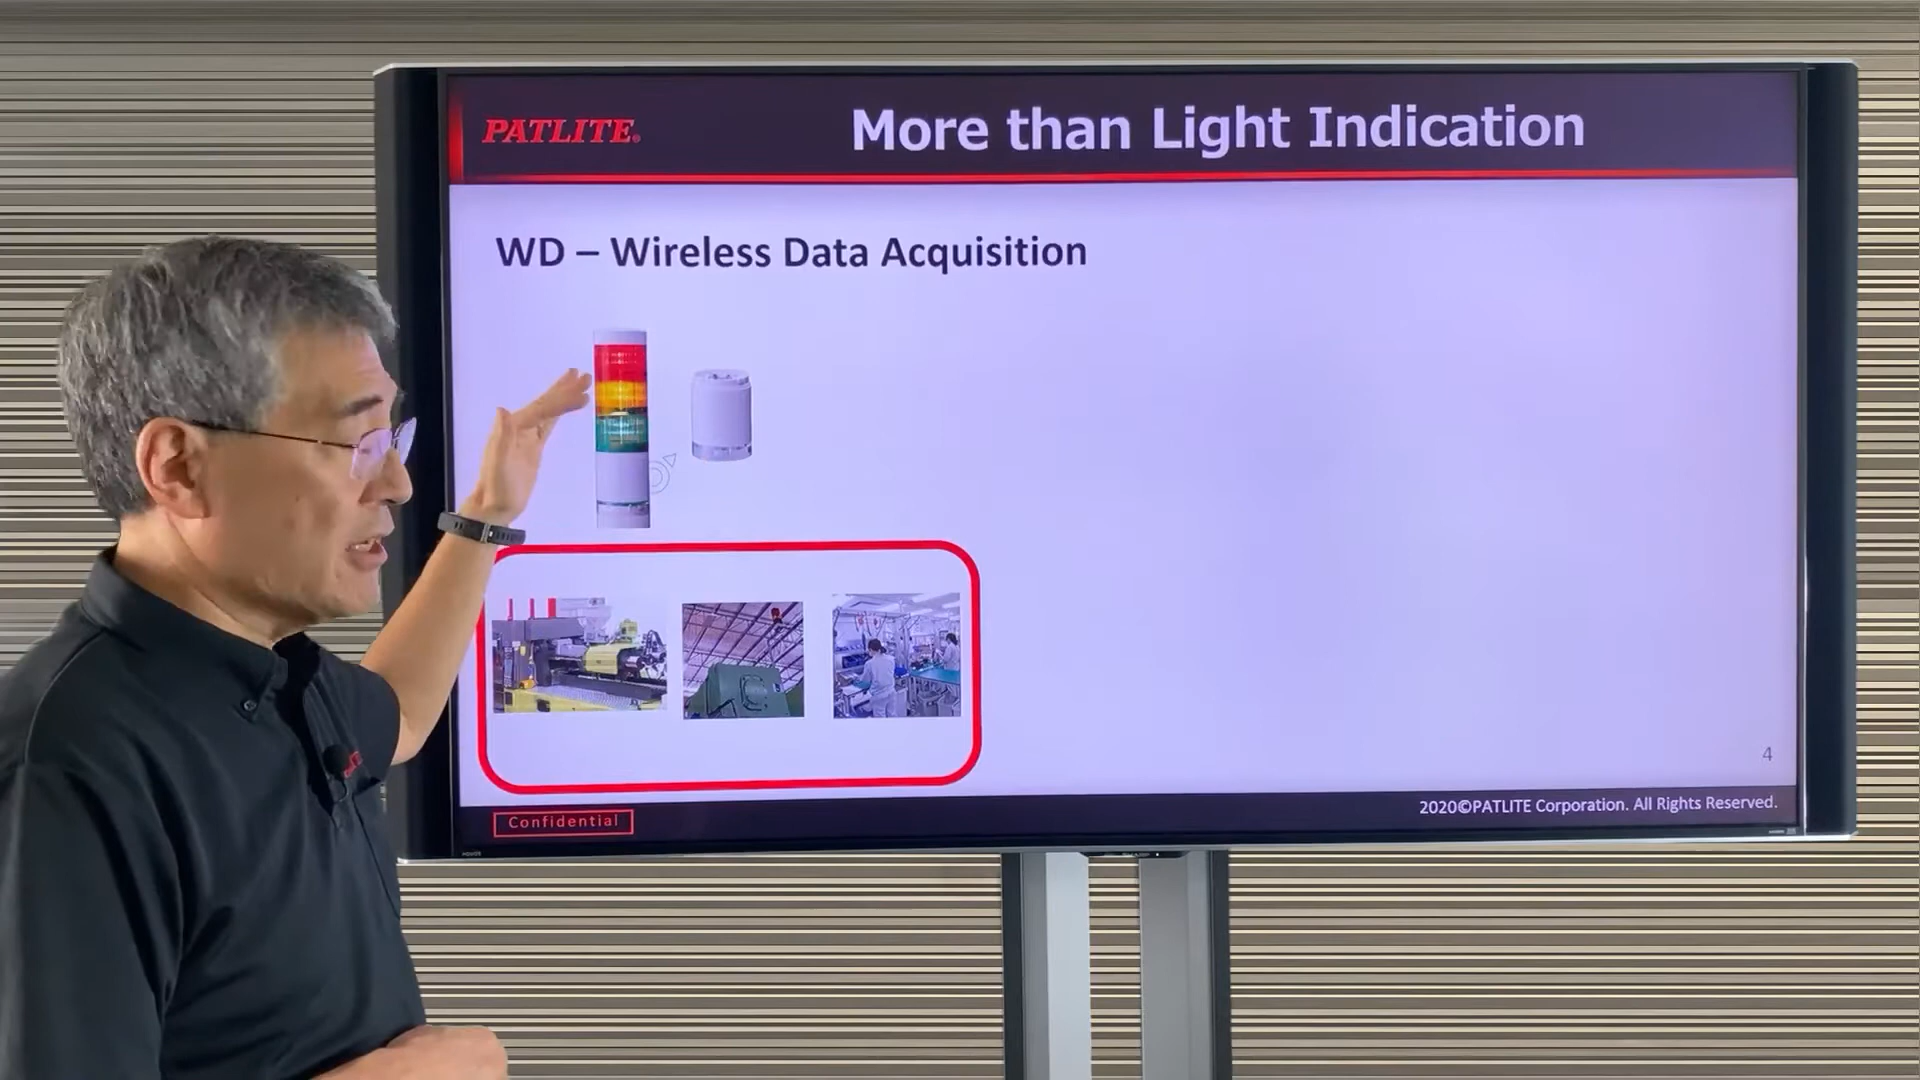 PATLITE®
More than Light Indication
WD – Wireless Data Acquisition
4
Confidential
2020©PATLITE Corporation. All Rights Reserved.